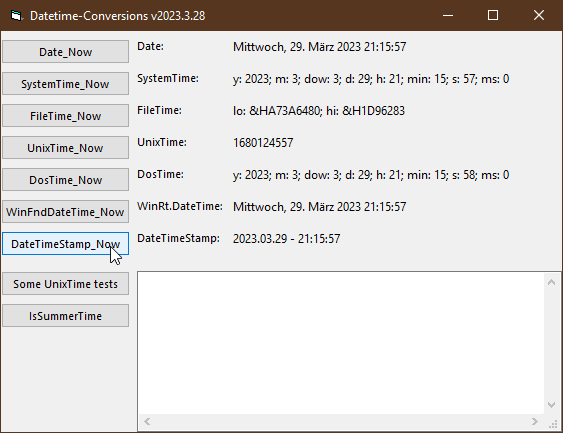 Datetime-Conversions v2023.3.28
Date_Now Date: Mittwoch, 29. März 2023 21:15:57
SystemTime_Now SystemTime: y: 2023; m: 3; dow: 3; d: 29; h: 21; min: 15; s: 57; ms: 0
FileTime_Now FileTime: lo: &HA73A6480; hi: &H1D96283
UnixTime_Now UnixTime: 1680124557
DosTime_Now DosTime: y: 2023; m: 3; dow: 3; d: 29; h: 21; min: 15; s: 58; ms: 0
WinFndDateTime_Now WinRt.DateTime: Mittwoch, 29. März 2023 21:15:57
DateTimeStamp_Now DateTimeStamp: 2023.03.29 - 21:15:57
Some UnixTime tests
IsSummerTime